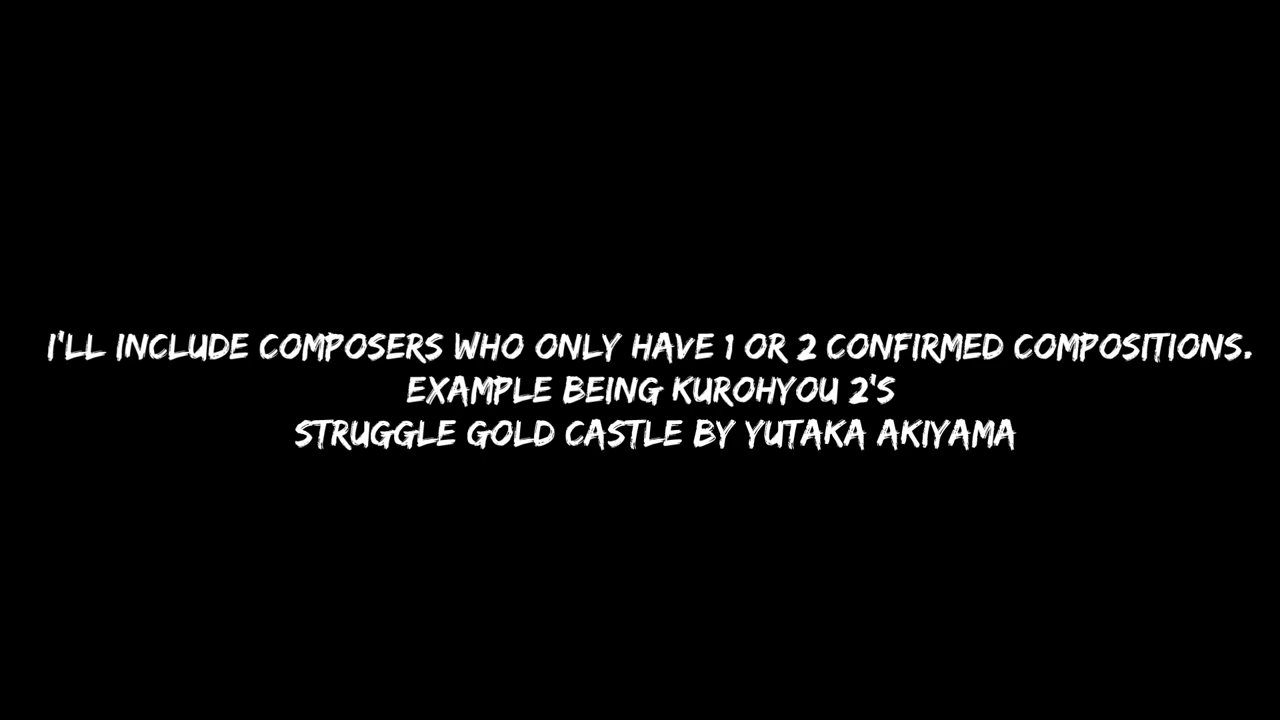 I'LL INCLUDE COMPOSERS WHO ONLY HAVE 1 OR 2 CONFIRMED COMPOSITIONS.
EXAMPLE BEING KUROHYOU 2'S
STRUGGLE GOLD CASTLE BY YUTAKA AKIYAMA